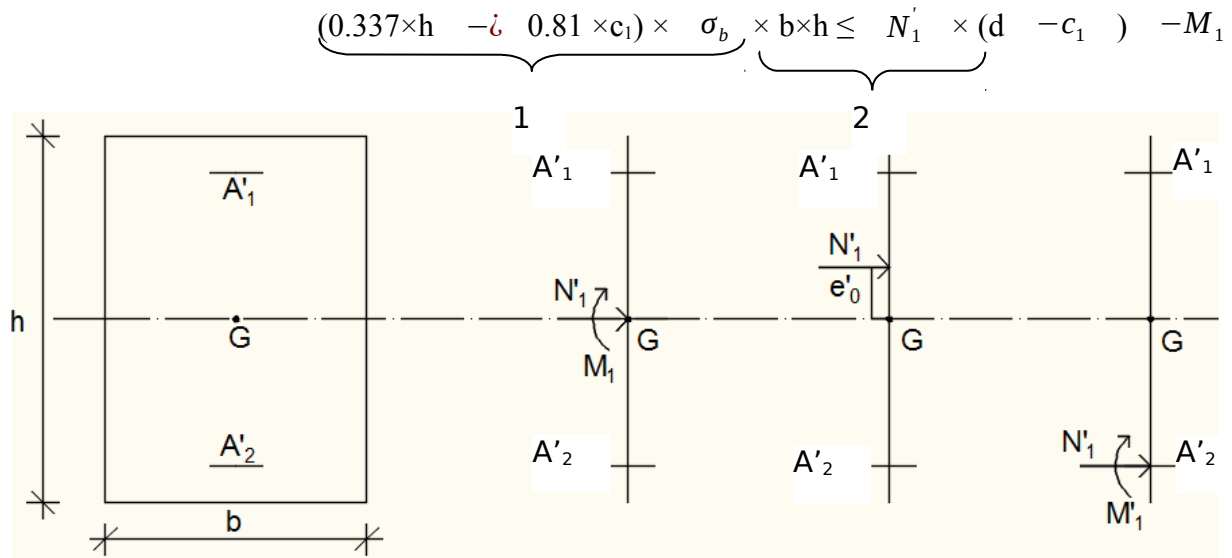 (0.337×h −¿ 0.81 ×c₁) × σ_b × b×h ≤ N₁' × (d −c₁ ) −M₁
1 2
A'₁ A'₁ A'₁ A'₁
N'₁
e'₀
N'₁
h G G G G
M₁
A'₂ A'₂ A'₂ N'₁ A'₂
M'₁
b